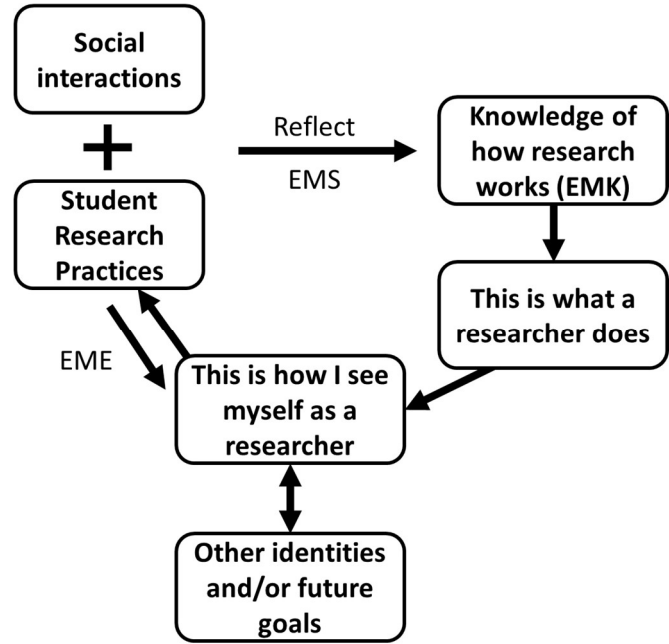 Social
interactions
+
Student
Research
Practices
Reflect
EMS
Knowledge of
how research
works (EMK)
This is what a
researcher does
EME
This is how I see
myself as a
researcher
Other identities
and/or future
goals